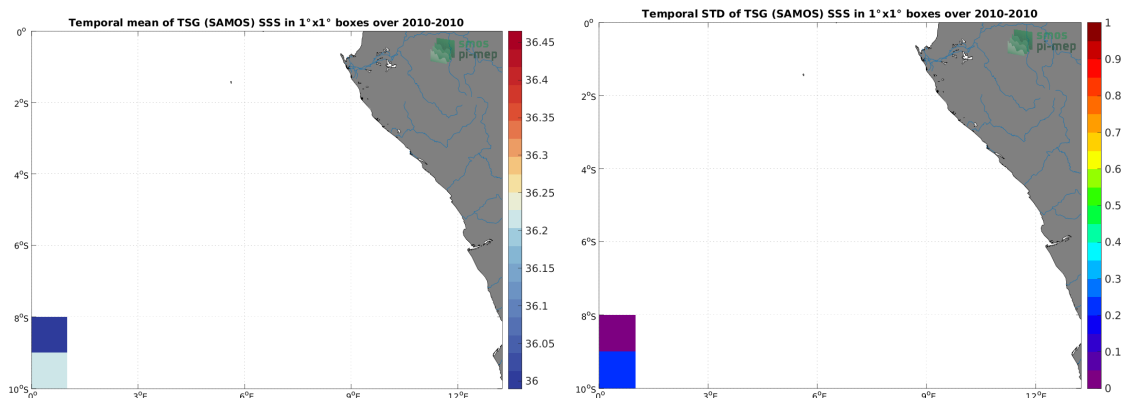 Temporal mean of TSG (SAMOS) SSS in 1°x1° boxes over 2010-2010
0°
2°S
4°S
6°S
8°S
10°S
0°
3°E
6°E
9°E
12°E
36.45
36.4
36.35
36.3
36.25
36.2
36.15
36.1
36.05
36
smos
pi-mep
Temporal STD of TSG (SAMOS) SSS in 1°x1° boxes over 2010-2010
0°
2°S
4°S
6°S
8°S
10°S
0°
3°E
6°E
9°E
12°E
1
0.9
0.8
0.7
0.6
0.5
0.4
0.3
0.2
0.1
0
smos
pi-mep